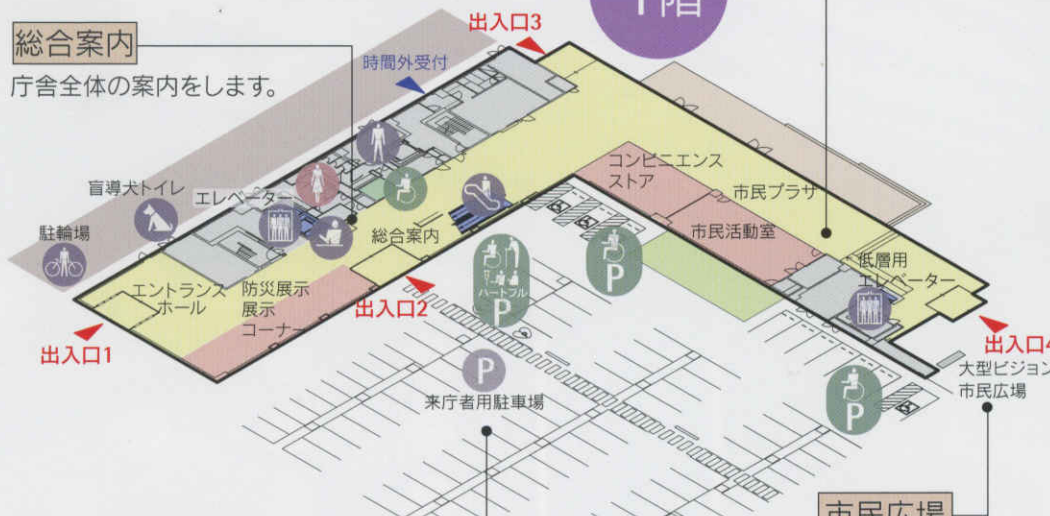 1階
出入口3
総合案内
庁舎全体の案内をします。
時間外受付
コンビニエンス
ストア
市民プラザ
盲導犬トイレ
エレベーター
駐輪場
総合案内
市民活動室
低層用
エレベーター
エントランス
ホール
防災展示
展示
コーナー
ハートフル
P
P
出入口1
出入口2
出入口4
大型ビジョン
市民広場
P
来庁者用駐車場
P
市民広場